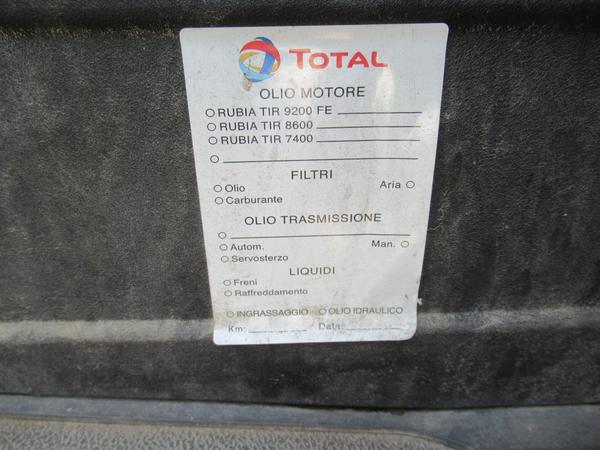 TOTAL
OLIO MOTORE
RUBIA TIR 9200 FE
RUBIA TIR 8600
RUBIA TIR 7400
FILTRI
Olio Aria
Carburante
OLIO TRASMISSIONE
Autom. Man.
Servosterzo
LIQUIDI
Freni
Raffreddamento
INGRASSAGGIO OLIO IDRAULICO
Km: Data: